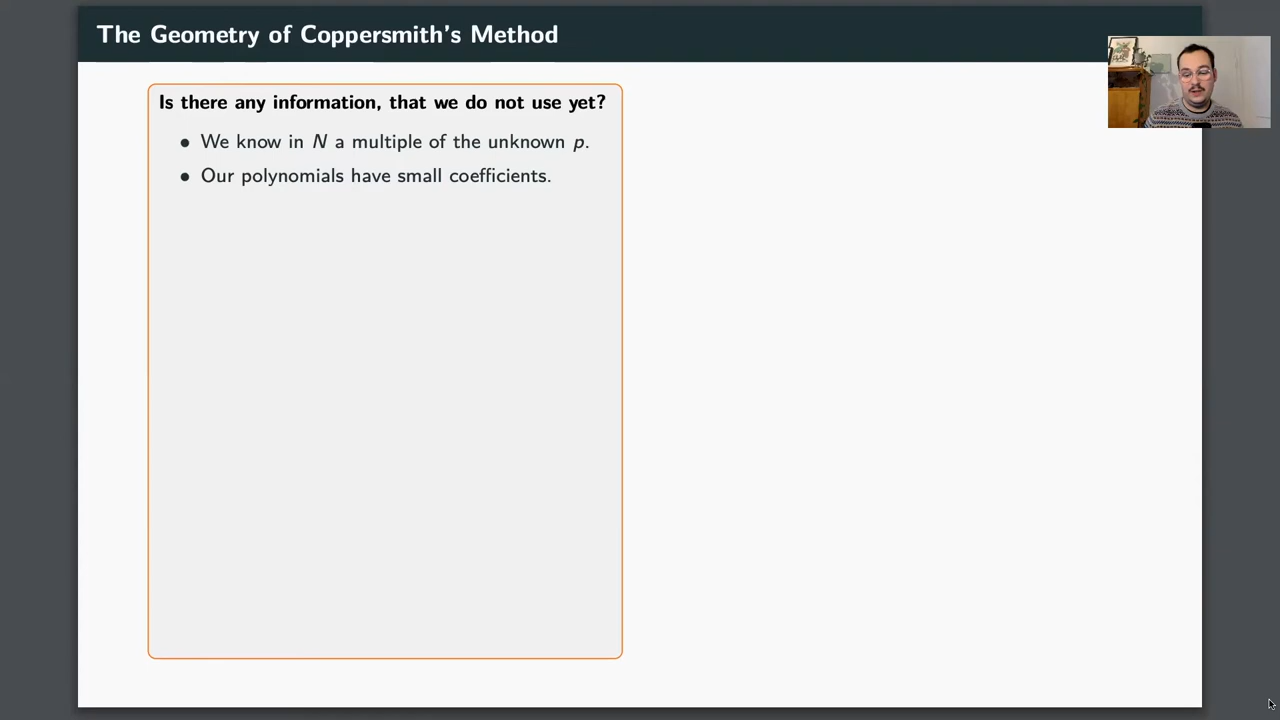 The Geometry of Coppersmith's Method
Is there any information, that we do not use yet?
• We know in N a multiple of the unknown p.
• Our polynomials have small coefficients.